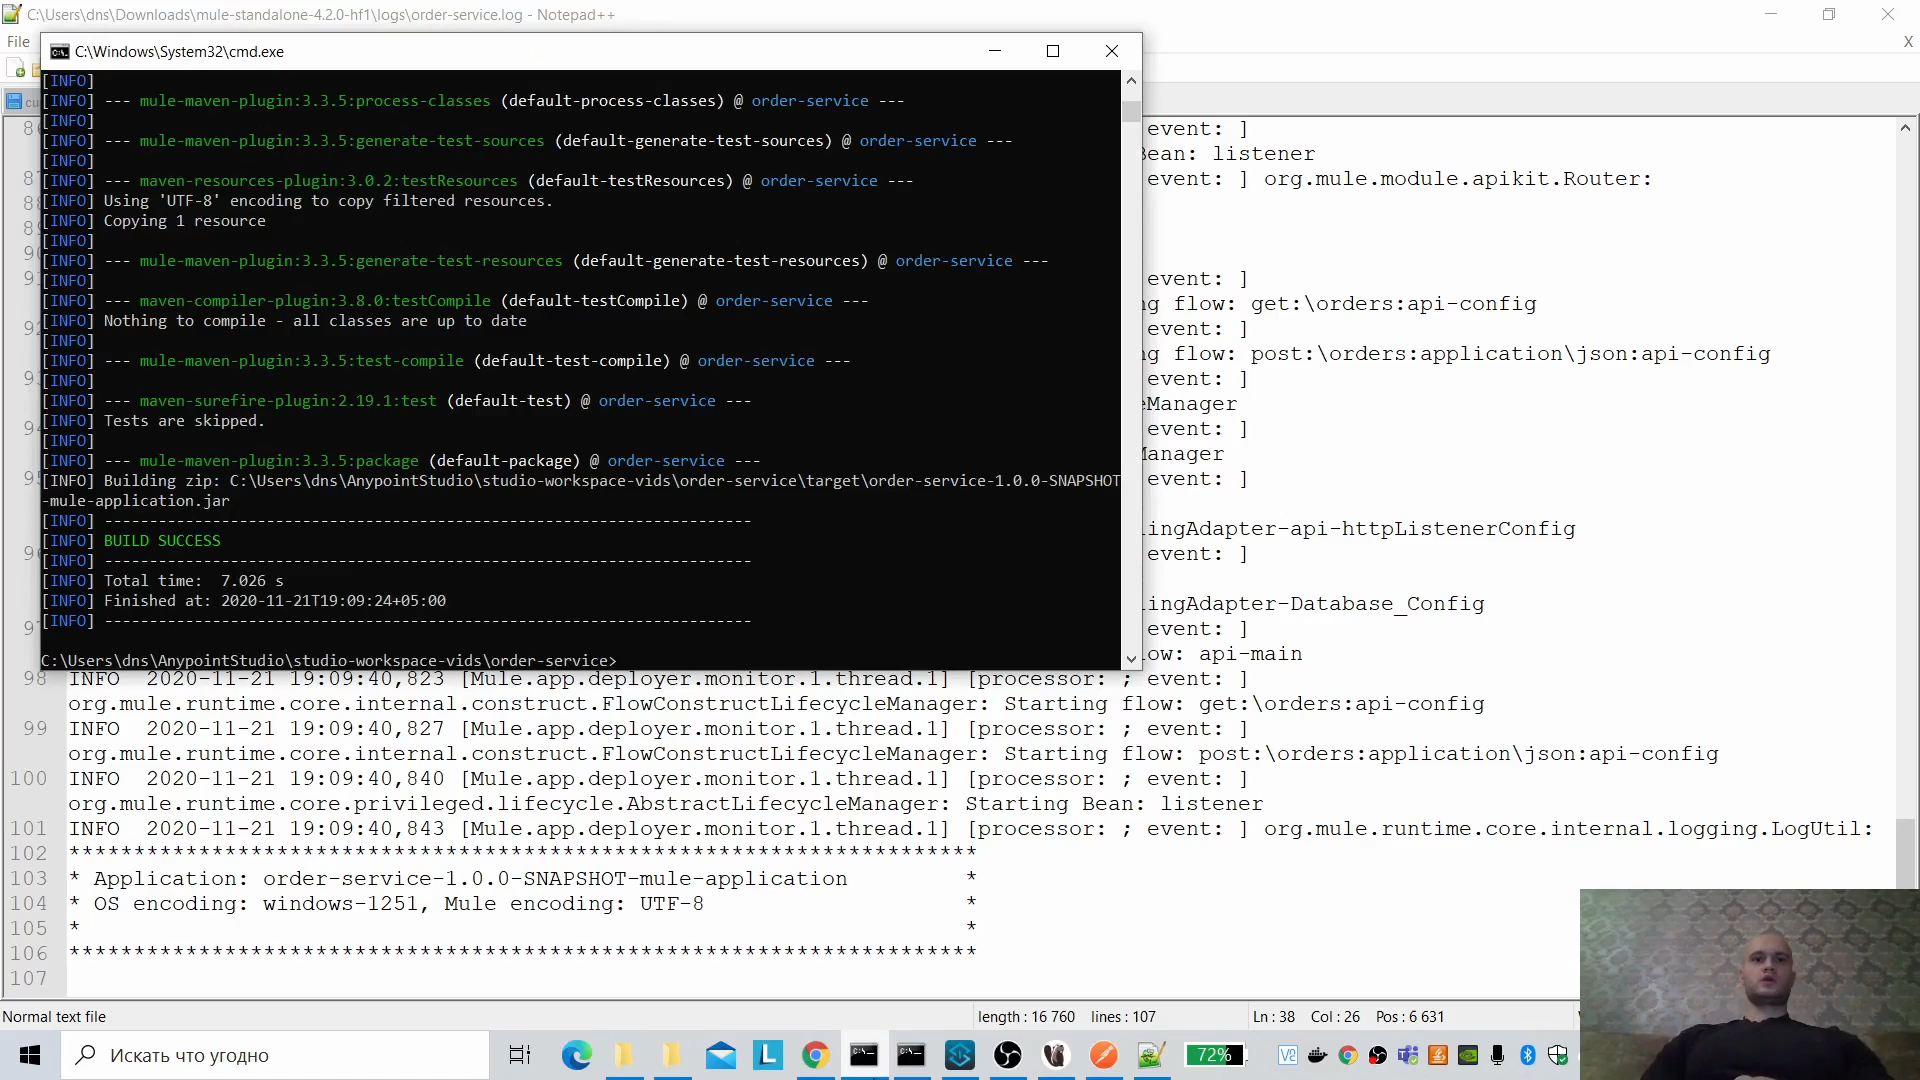 C:\Users\dns\Downloads\mule-standalone-4.2.0-hf1\logs\order-service.log - Notepad++
File
X
C:\Windows\System32\cmd.exe
[INFO]
[INFO] --- mule-maven-plugin:3.3.5:process-classes (default-process-classes) @ order-service ---
[INFO]
[INFO] --- mule-maven-plugin:3.3.5:generate-test-sources (default-generate-test-sources) @ order-service ---
[INFO]
[INFO] --- maven-resources-plugin:3.0.2:testResources (default-testResources) @ order-service ---
[INFO] Using 'UTF-8' encoding to copy filtered resources.
[INFO] Copying 1 resource
[INFO]
[INFO] --- mule-maven-plugin:3.3.5:generate-test-resources (default-generate-test-resources) @ order-service ---
[INFO]
[INFO] --- maven-compiler-plugin:3.8.0:testCompile (default-testCompile) @ order-service ---
[INFO] Nothing to compile - all classes are up to date
[INFO]
[INFO] --- mule-maven-plugin:3.3.5:test-compile (default-test-compile) @ order-service ---
[INFO]
[INFO] --- maven-surefire-plugin:2.19.1:test (default-test) @ order-service ---
[INFO] Tests are skipped.
[INFO]
[INFO] --- mule-maven-plugin:3.3.5:package (default-package) @ order-service ---
[INFO] Building zip: C:\Users\dns\AnypointStudio\studio-workspace-vids\order-service\target\order-service-1.0.0-SNAPSHOT
-mule-application.jar
[INFO] ------------------------------------------------------------------------
[INFO] BUILD SUCCESS
[INFO] ------------------------------------------------------------------------
[INFO] Total time:  7.026 s
[INFO] Finished at: 2020-11-21T19:09:24+05:00
[INFO] ------------------------------------------------------------------------
C:\Users\dns\AnypointStudio\studio-workspace-vids\order-service>
event: ]
Bean: listener
event: ] org.mule.module.apikit.Router:
event: ]
ng flow: get:\orders:api-config
event: ]
ng flow: post:\orders:application\json:api-config
event: ]
eManager
event: ]
Manager
event: ]
lingAdapter-api-httpListenerConfig
event: ]
lingAdapter-Database_Config
event: ]
low: api-main
98 INFO  2020-11-21 19:09:40,823 [Mule.app.deployer.monitor.1.thread.1] [processor: ; event: ]
org.mule.runtime.core.internal.construct.FlowConstructLifecycleManager: Starting flow: get:\orders:api-config
99 INFO  2020-11-21 19:09:40,827 [Mule.app.deployer.monitor.1.thread.1] [processor: ; event: ]
org.mule.runtime.core.internal.construct.FlowConstructLifecycleManager: Starting flow: post:\orders:application\json:api-config
100 INFO  2020-11-21 19:09:40,840 [Mule.app.deployer.monitor.1.thread.1] [processor: ; event: ]
org.mule.runtime.core.privileged.lifecycle.AbstractLifecycleManager: Starting Bean: listener
101 INFO  2020-11-21 19:09:40,843 [Mule.app.deployer.monitor.1.thread.1] [processor: ; event: ] org.mule.runtime.core.internal.logging.LogUtil:
102 **********************************************************************
103 * Application: order-service-1.0.0-SNAPSHOT-mule-application         *
104 * OS encoding: windows-1251, Mule encoding: UTF-8                    *
105 *                                                                    *
106 **********************************************************************
107
Normal text file
length : 16 760 lines : 107
Ln : 38 Col : 26 Pos : 6 631
Искать что угодно
72%